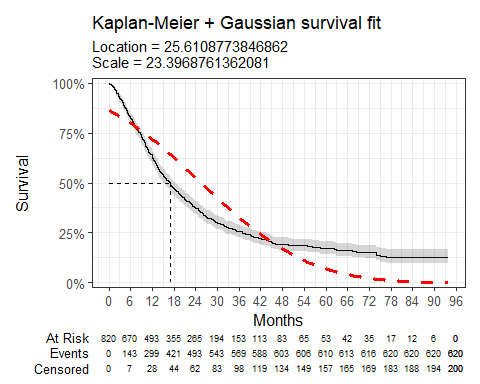 Kaplan-Meier + Gaussian survival fit
Location = 25.6108773846862
Scale = 23.3968761362081
100%
75%
50%
25%
0%
Survival
0 6 12 18 24 30 36 42 48 54 60 66 72 78 84 90 96
Months
At Risk 820 670 493 355 265 194 153 113 83 65 53 42 35 17 12 6 0
Events 0 143 299 421 493 543 569 588 603 606 610 613 616 620 620 620 620
Censored 0 7 28 44 62 83 98 119 134 149 157 165 169 183 188 194 200